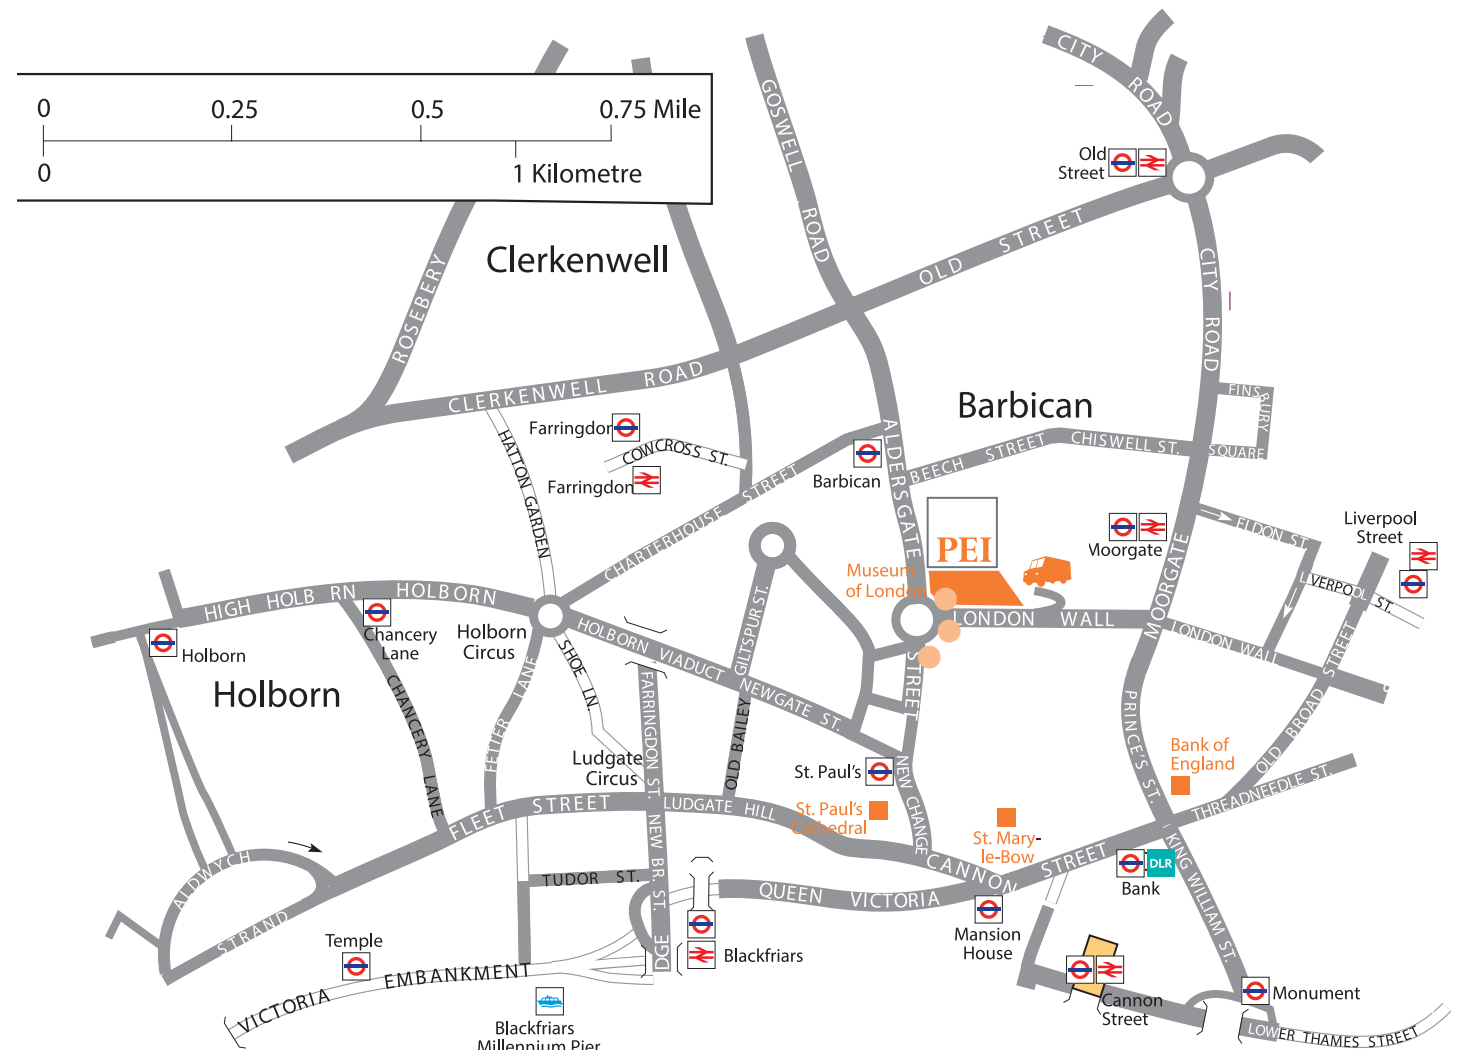 0 0.25 0.5 0.75 Mile
0 1 Kilometre
CITY ROAD
GOSWELL ROAD
Old
Street
OLD STREET
CITY ROAD
Clerkenwell
ROSEBERY
CLERKENWELL ROAD
Barbican
FINS
BURY
SQUARE
Farringdon
COWCROSS ST.
Farringdon
HATTON GARDEN
CHARTERHOUSE STREET
Barbican
ALDERSGATE
BEECH STREET
CHISWELL ST.
PEI
Moorgate
MOORGATE
ELDON ST.
Liverpool
Street
LIVERPOOL ST.
Museum
of London
HIGH HOLB RN
HOLBORN
Chancery
Lane
Holborn
Circus
Holborn
Holborn
HOLBORN VIADUCT
GILTSPUR ST.
LONDON WALL
LONDON WALL
STREET
SHOE LN.
FETTER LANE
CHANCERY LANE
NEWGATE ST.
OLD BAILEY
FARRINGDON ST.
PRINCE'S ST.
OLD BROAD STREET
Bank of
England
THREADNEEDLE ST.
Ludgate
Circus
St. Paul's
St. Paul's
Cathedral
NEW CHANGE
St. Mary-
le-Bow
FLEET STREET
LUDGATE HILL
NEW BR. ST.
CANNON STREET
DLR
Bank
KING WILLIAM ST.
ALDWYCH
STRAND
TUDOR ST.
QUEEN VICTORIA
Mansion
House
Temple
VICTORIA EMBANKMENT
DGE
Blackfriars
Blackfriars
Millennium Pier
Cannon
Street
Monument
LOWER THAMES STREET